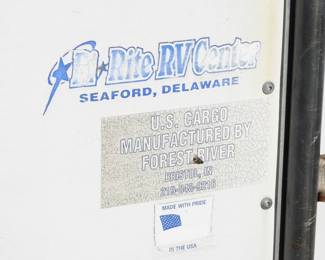 Rite RV Center
SEAFORD, DELAWARE
U.S. CARGO
MANUFACTURED BY
FOREST RIVER
BRISTOL, IN
MADE WITH PRIDE
IN THE USA